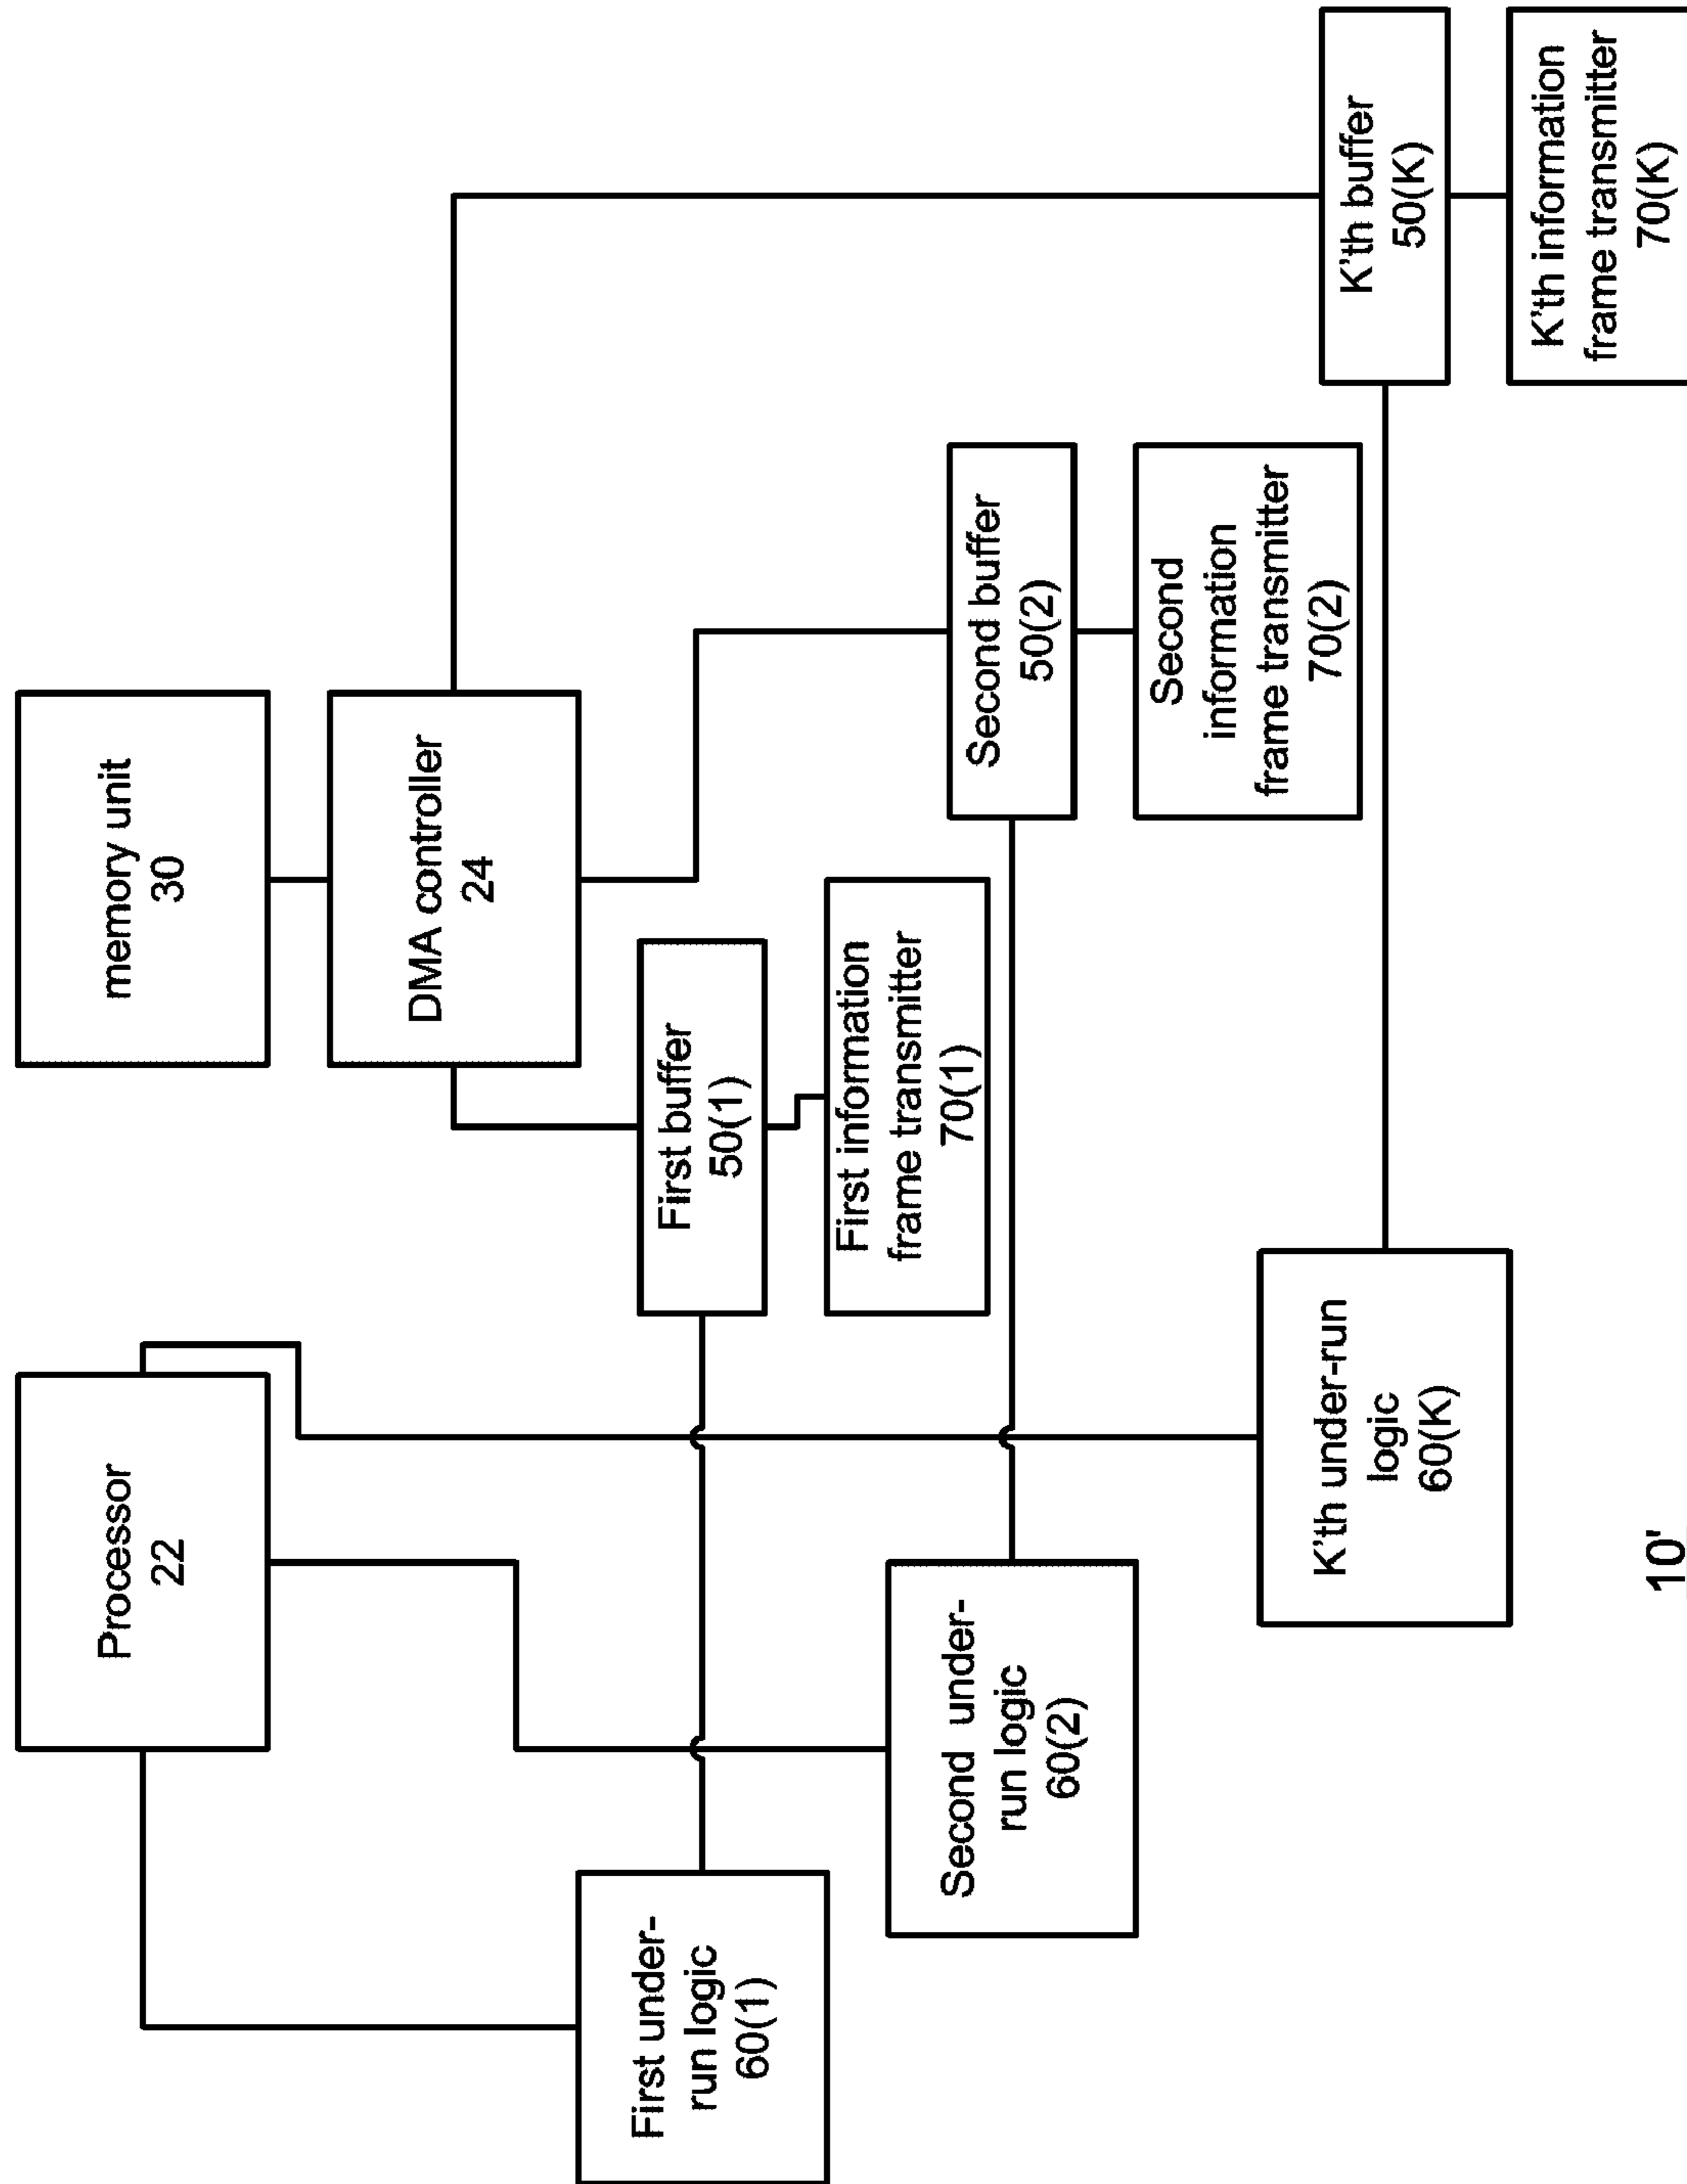 Processor
22
memory unit
30
DMA controller
24
First under-
run logic
60(1)
First buffer
50(1)
First information
frame transmitter
70(1)
Second under-
run logic
60(2)
Second buffer
50(2)
Second
information
frame transmitter
70(2)
K'th under-run
logic
60(K)
K'th buffer
50(K)
K'th information
frame transmitter
70(K)
10'